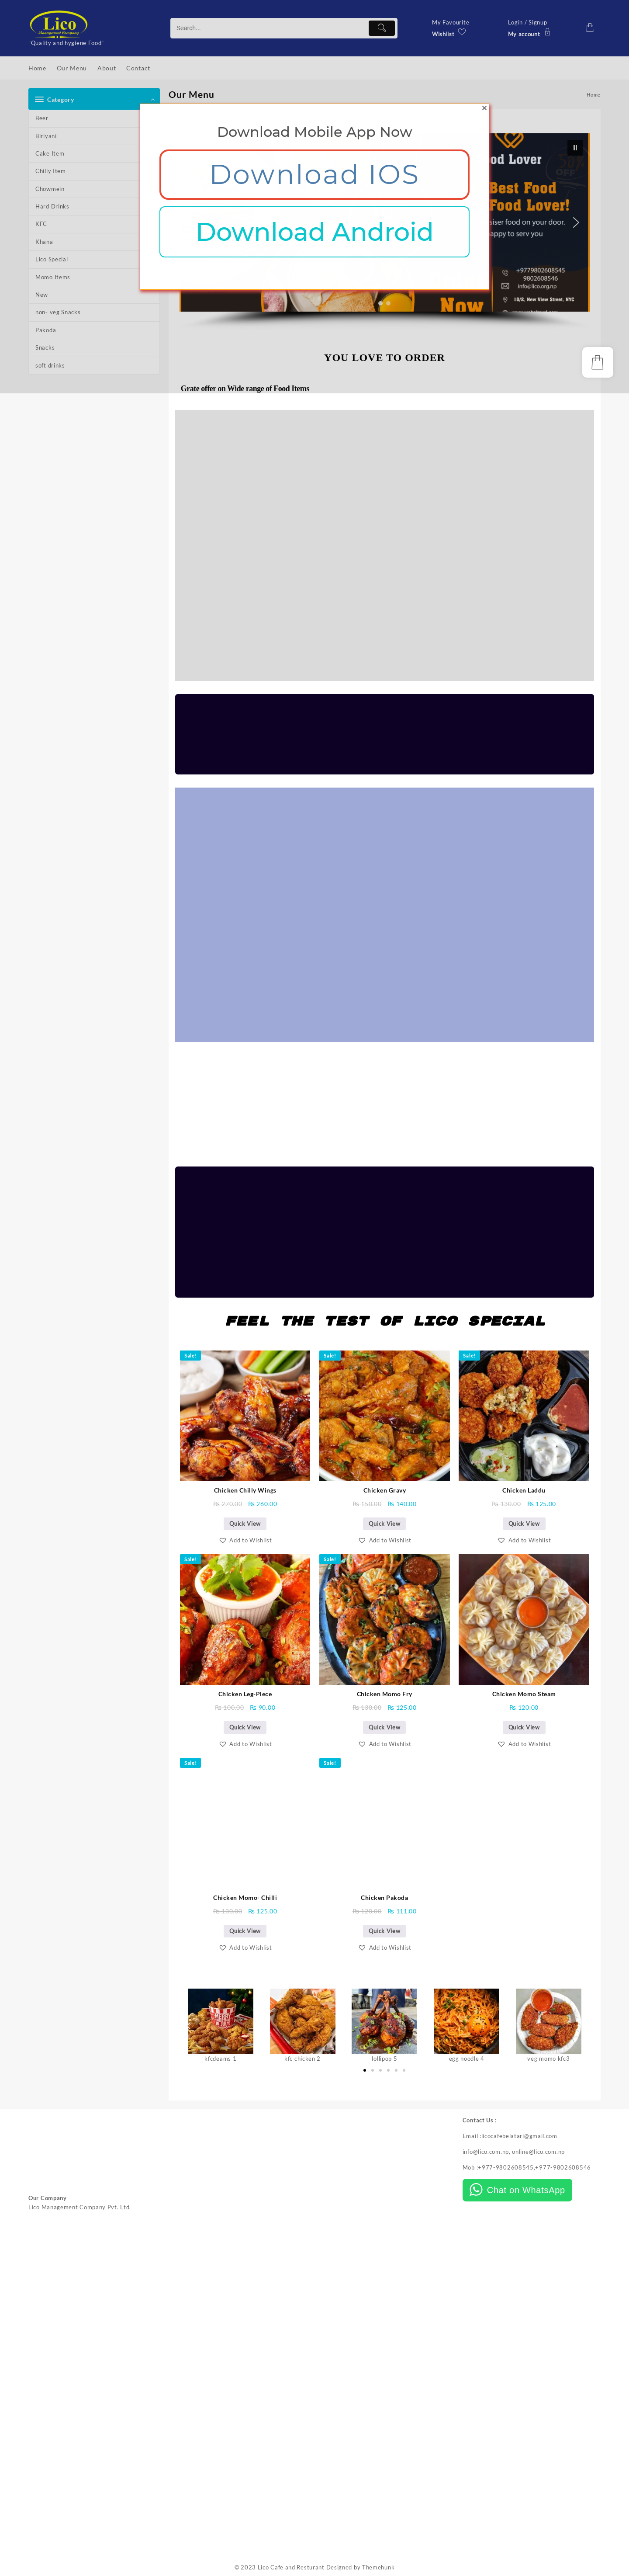 Lico
Management Company
"Quality and hygiene Food"
Search...
My Favourite
Wishlist
Login / Signup
My account
Home
Our Menu
About
Contact
Category
Beer
Biriyani
Cake Item
Chilly Item
Chowmein
Hard Drinks
KFC
Khana
Lico Special
Momo Items
New
non- veg Snacks
Pakoda
Snacks
soft drinks
Our Menu
Home
×
Download Mobile App Now
Download IOS
Download Android
Food Lover
Best Food
Food Lover!
siser food on your door.
appy to serv you
+9779802608545
9802608546
info@lico.org.np
10/8. New View Street, NYC
Now
YOU LOVE TO ORDER
Grate offer on Wide range of Food Items
FEEL THE TEST OF LICO SPECIAL
Sale!
Chicken Chilly Wings
₨ 270.00 ₨ 260.00
Quick View
Add to Wishlist
Sale!
Chicken Gravy
₨ 150.00 ₨ 140.00
Quick View
Add to Wishlist
Sale!
Chicken Laddu
₨ 130.00 ₨ 125.00
Quick View
Add to Wishlist
Sale!
Chicken Leg-Piece
₨ 100.00 ₨ 90.00
Quick View
Add to Wishlist
Sale!
Chicken Momo Fry
₨ 130.00 ₨ 125.00
Quick View
Add to Wishlist
Chicken Momo Steam
₨ 120.00
Quick View
Add to Wishlist
Sale!
Chicken Momo- Chilli
₨ 130.00 ₨ 125.00
Quick View
Add to Wishlist
Sale!
Chicken Pakoda
₨ 120.00 ₨ 111.00
Quick View
Add to Wishlist
kfcdeams 1
kfc chicken 2
lollipop 5
egg noodle 4
veg momo kfc3
Our Company
Lico Management Company Pvt. Ltd.
Contact Us :
Email :licocafebelatari@gmail.com
info@lico.com.np, online@lico.com.np
Mob :+977-9802608545,+977-9802608546
Chat on WhatsApp
© 2023 Lico Cafe and Resturant Designed by Themehunk